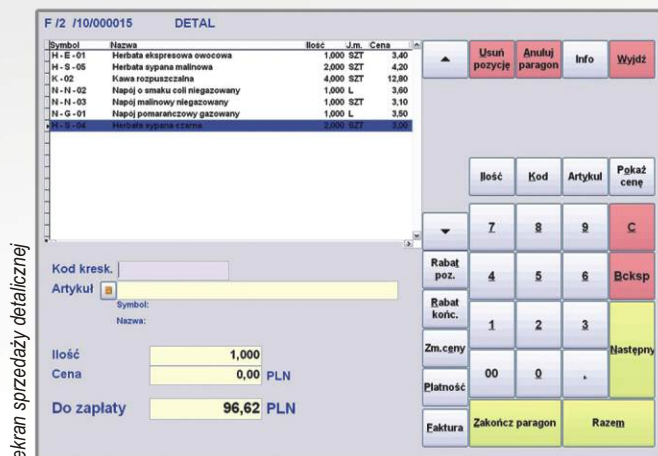 F /2 /10/000015 DETAL
Symbol Nazwa Ilość J.m. Cena
H - E - 01 Herbata ekspresowa owocowa 1,000 SZT 3,40
H - S - 05 Herbata sypana malinowa 2,000 SZT 4,20
K - 02 Kawa rozpuszczalna 4,000 SZT 12,80
N - N - 02 Napój o smaku coli niegazowany 1,000 L 3,60
N - N - 03 Napój malinowy niegazowany 1,000 SZT 3,10
N - G - 01 Napój pomarańczowy gazowany 1,000 L 3,50
H - S - 04 Herbata sypana czarna 2,000 SZT 3,00
Usuń pozycję
Anuluj paragon
Info
Wyjdź
Ilość Kod Artykul Pokaż cenę
7 8 9 C
Rabat poz.
4 5 6 Bcksp
Rabat końc.
1 2 3 Następny
Zm.ceny
00 0 .
Płatność
Faktura
Zakończ paragon
Razem
Kod kresk.
Artykuł
Symbol:
Nazwa:
Ilość 1,000
Cena 0,00 PLN
Do zapłaty 96,62 PLN
ekran sprzedaży detalicznej